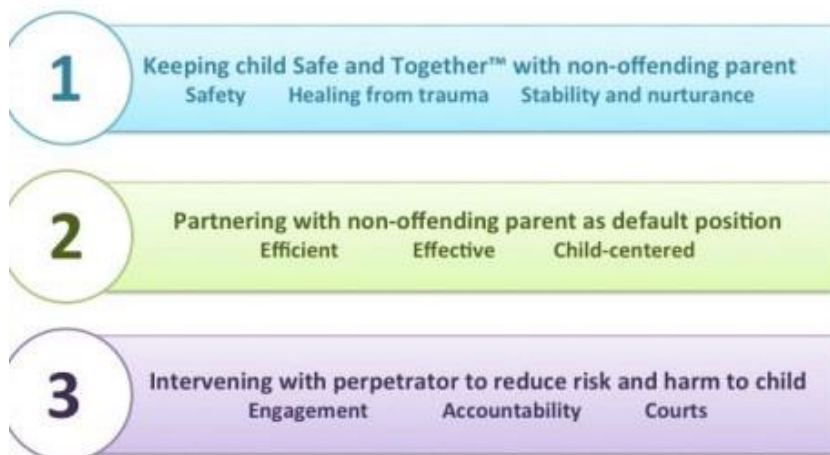 1
Keeping child Safe and Together™ with non-offending parent
Safety Healing from trauma Stability and nurturance
2
Partnering with non-offending parent as default position
Efficient Effective Child-centered
3
Intervening with perpetrator to reduce risk and harm to child
Engagement Accountability Courts